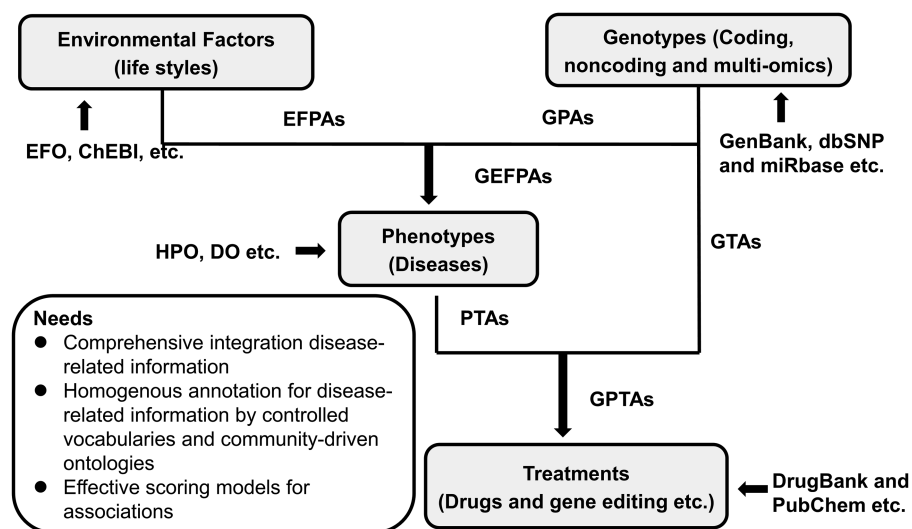 Environmental Factors
(life styles)
Genotypes (Coding,
noncoding and multi-omics)
EFPAs
GPAs
EFO, ChEBI, etc.
GenBank, dbSNP
and miRbase etc.
GEFPAs
Phenotypes
(Diseases)
HPO, DO etc.
GTAs
PTAs
Needs
● Comprehensive integration disease-
related information
● Homogenous annotation for disease-
related information by controlled
vocabularies and community-driven
ontologies
● Effective scoring models for
associations
GPTAs
Treatments
(Drugs and gene editing etc.)
DrugBank and
PubChem etc.